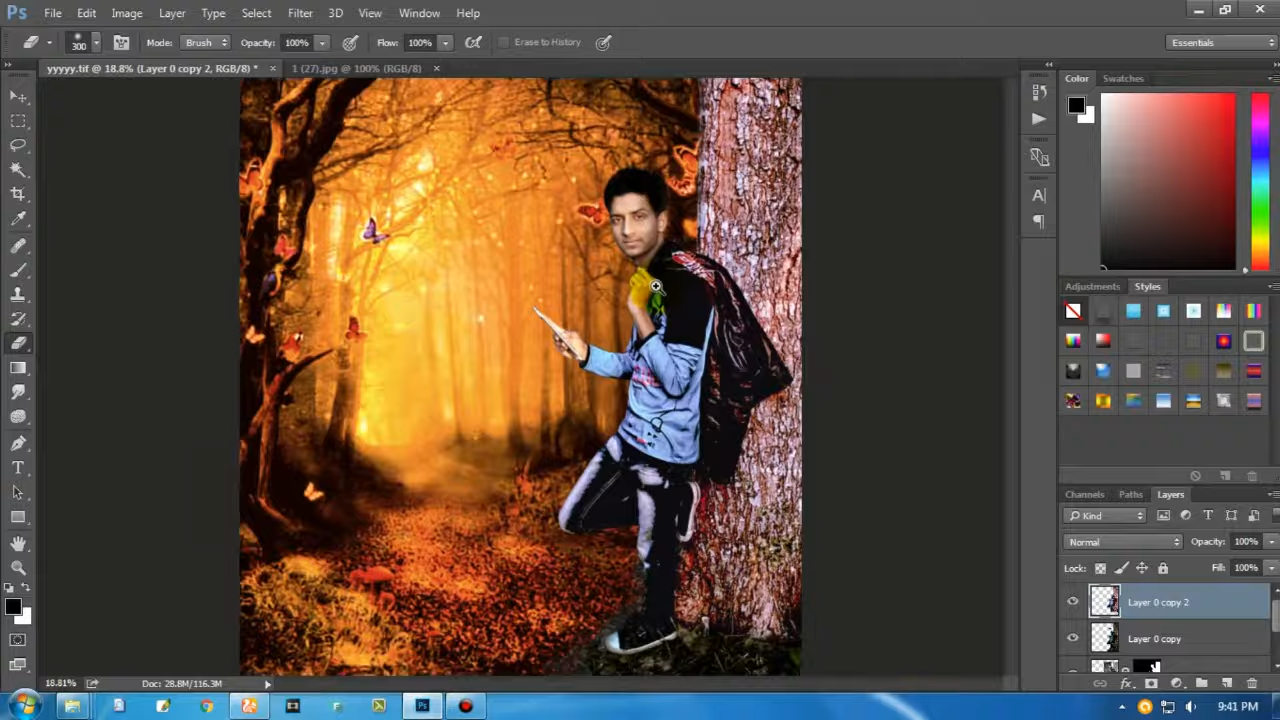 Ps File Edit Image Layer Type Select Filter 3D View Window Help
300 Mode: Brush Opacity: 100% Flow: 100% Erase to History Essentials
yyyyy.tif @ 18.8% (Layer 0 copy 2, RGB/8) * × 1 (27).jpg @ 100% (RGB/8) ×
Color Swatches
Adjustments Styles
Channels Paths Layers
Kind
Normal Opacity: 100%
Lock: Fill: 100%
Layer 0 copy 2
Layer 0 copy
18.81% Doc: 28.8M/116.3M
Ps 9:41 PM